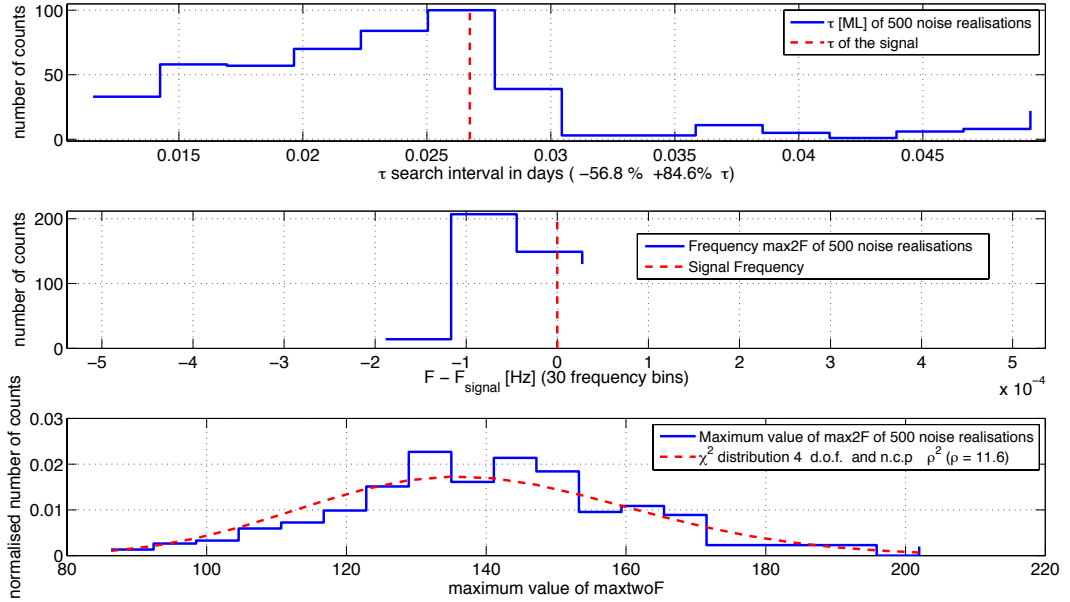 100
50
0
number of counts
τ [ML] of 500 noise realisations
τ of the signal
0.015 0.02 0.025 0.03 0.035 0.04 0.045
τ search interval in days ( −56.8 % +84.6% τ)
200
100
0
number of counts
Frequency max2F of 500 noise realisations
Signal Frequency
−5 −4 −3 −2 −1 0 1 2 3 4 5
F − F_signal [Hz] (30 frequency bins)
x 10^−4
0.03
0.02
0.01
0
normalised number of counts
Maximum value of max2F of 500 noise realisations
χ² distribution 4 d.o.f. and n.c.p ρ² (ρ = 11.6)
80 100 120 140 160 180 200 220
maximum value of maxtwoF